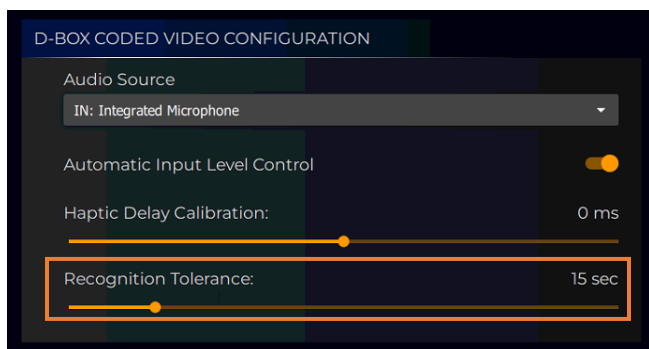 D-BOX CODED VIDEO CONFIGURATION
Audio Source
IN: Integrated Microphone
Automatic Input Level Control
Haptic Delay Calibration: 0 ms
Recognition Tolerance: 15 sec